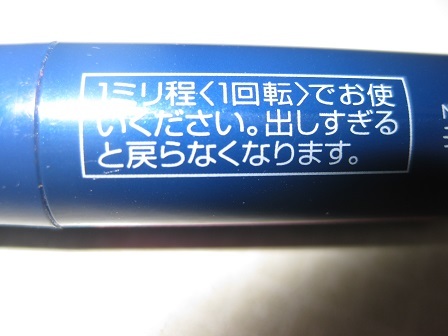 1ミリ程〈1回転〉でお使
いください。出しすぎる
と戻らなくなります。